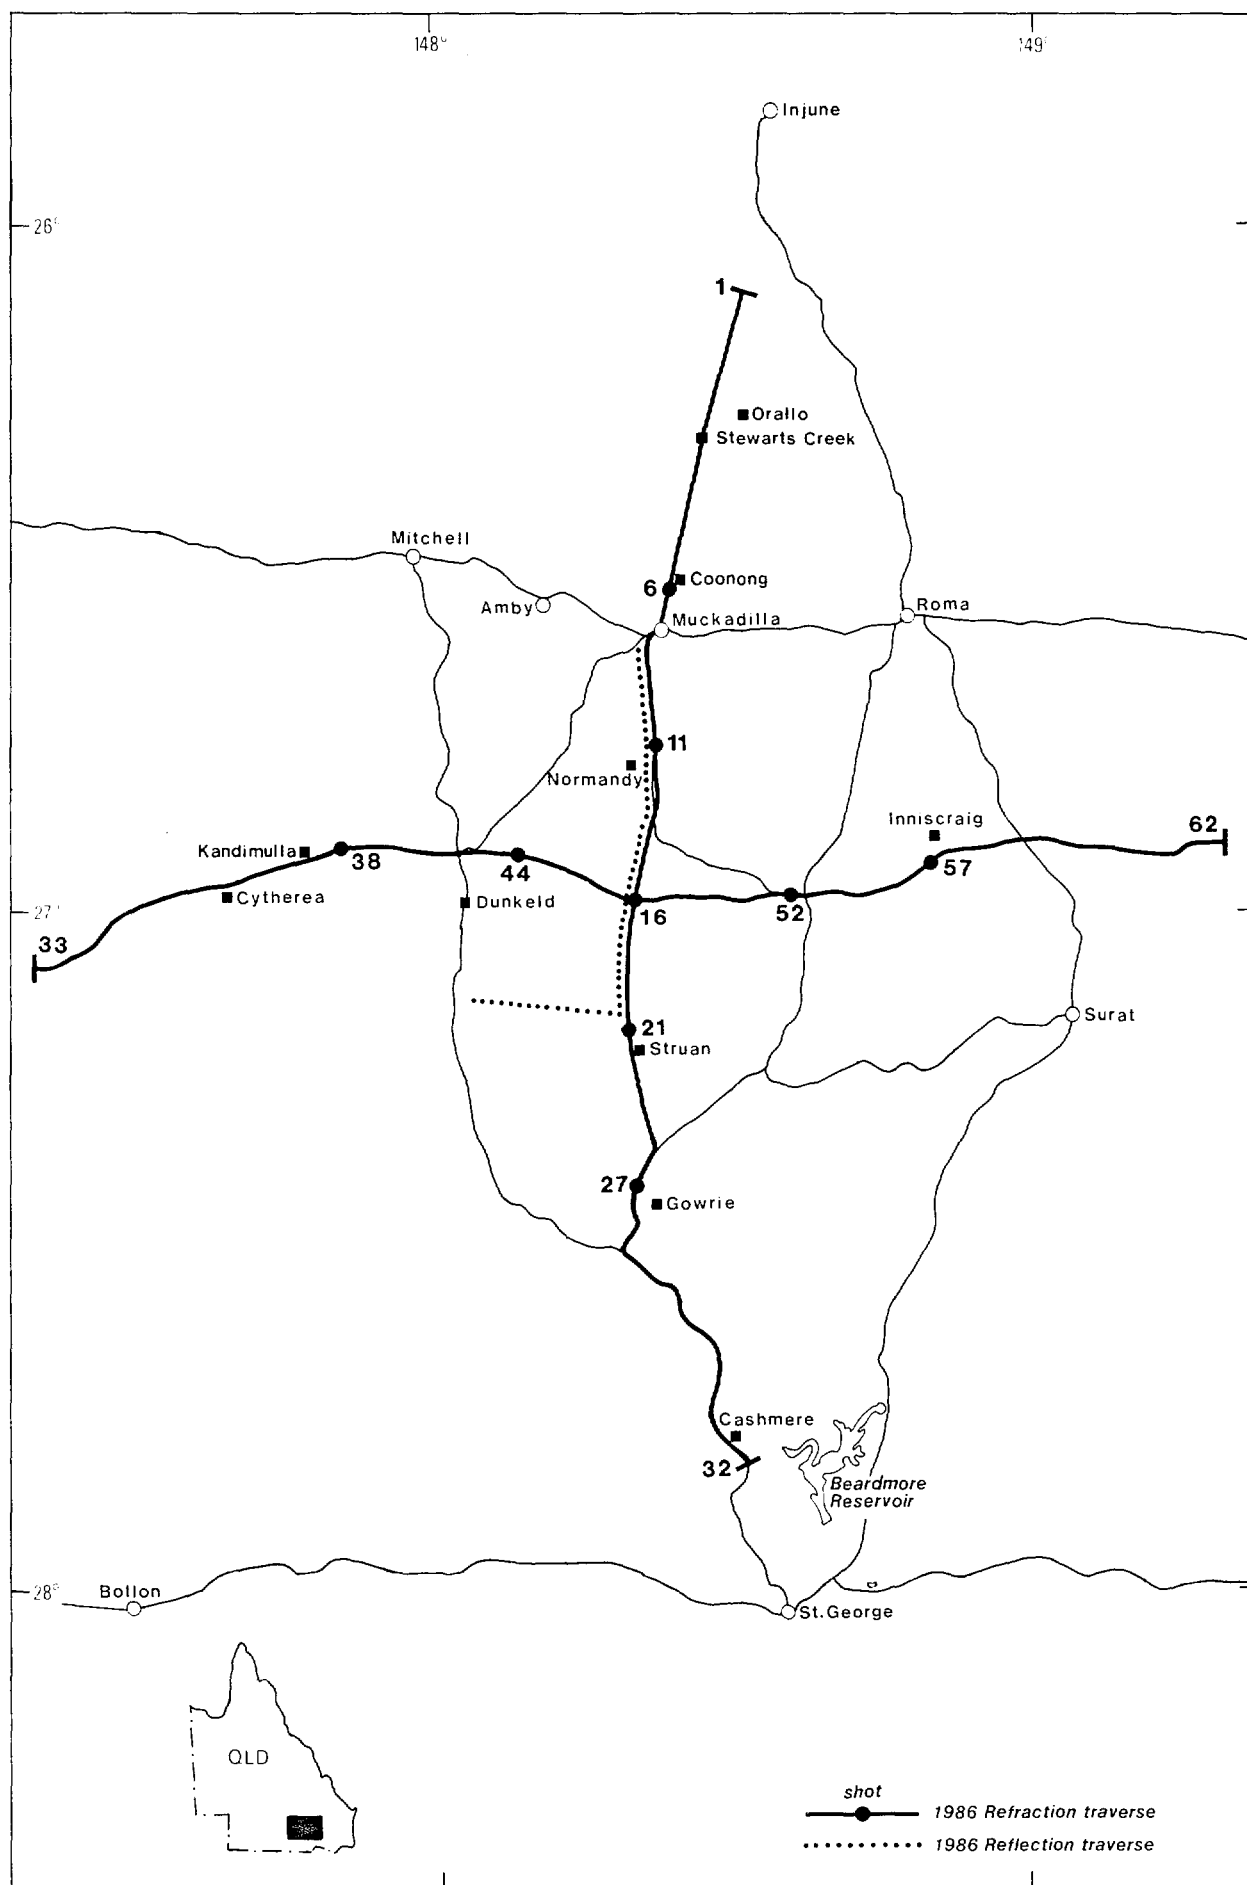 148°
149°
Injune
26°
1
Orallo
Stewarts Creek
Mitchell
6
Coonong
Amby
Roma
Muckadilla
11
Normandy
Inniscraig
62
Kandimulla
38
44
57
Cytherea
Dunkeld
16
52
27°
33
Surat
21
Struan
27
Gowrie
Cashmere
32
Beardmore
Reservoir
28°
Bollon
St. George
QLD
shot
1986 Refraction traverse
1986 Reflection traverse